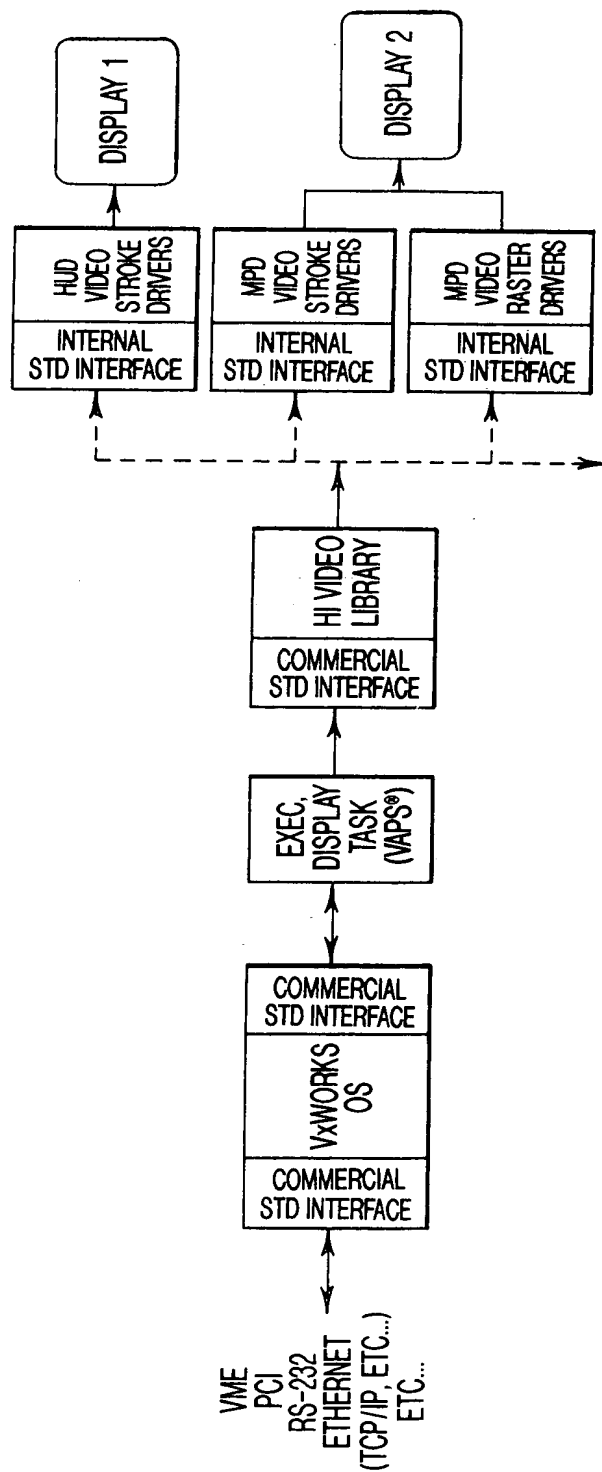 VME
PCI
RS-232
ETHERNET
(TCP/IP, ETC...)
ETC...
COMMERCIAL
STD INTERFACE
VxWORKS
OS
COMMERCIAL
STD INTERFACE
EXEC,
DISPLAY
TASK
(VAPS®)
COMMERCIAL
STD INTERFACE
HI VIDEO
LIBRARY
INTERNAL
STD INTERFACE
HUD
VIDEO
STROKE
DRIVERS
DISPLAY 1
INTERNAL
STD INTERFACE
MPD
VIDEO
STROKE
DRIVERS
INTERNAL
STD INTERFACE
MPD
VIDEO
RASTER
DRIVERS
DISPLAY 2